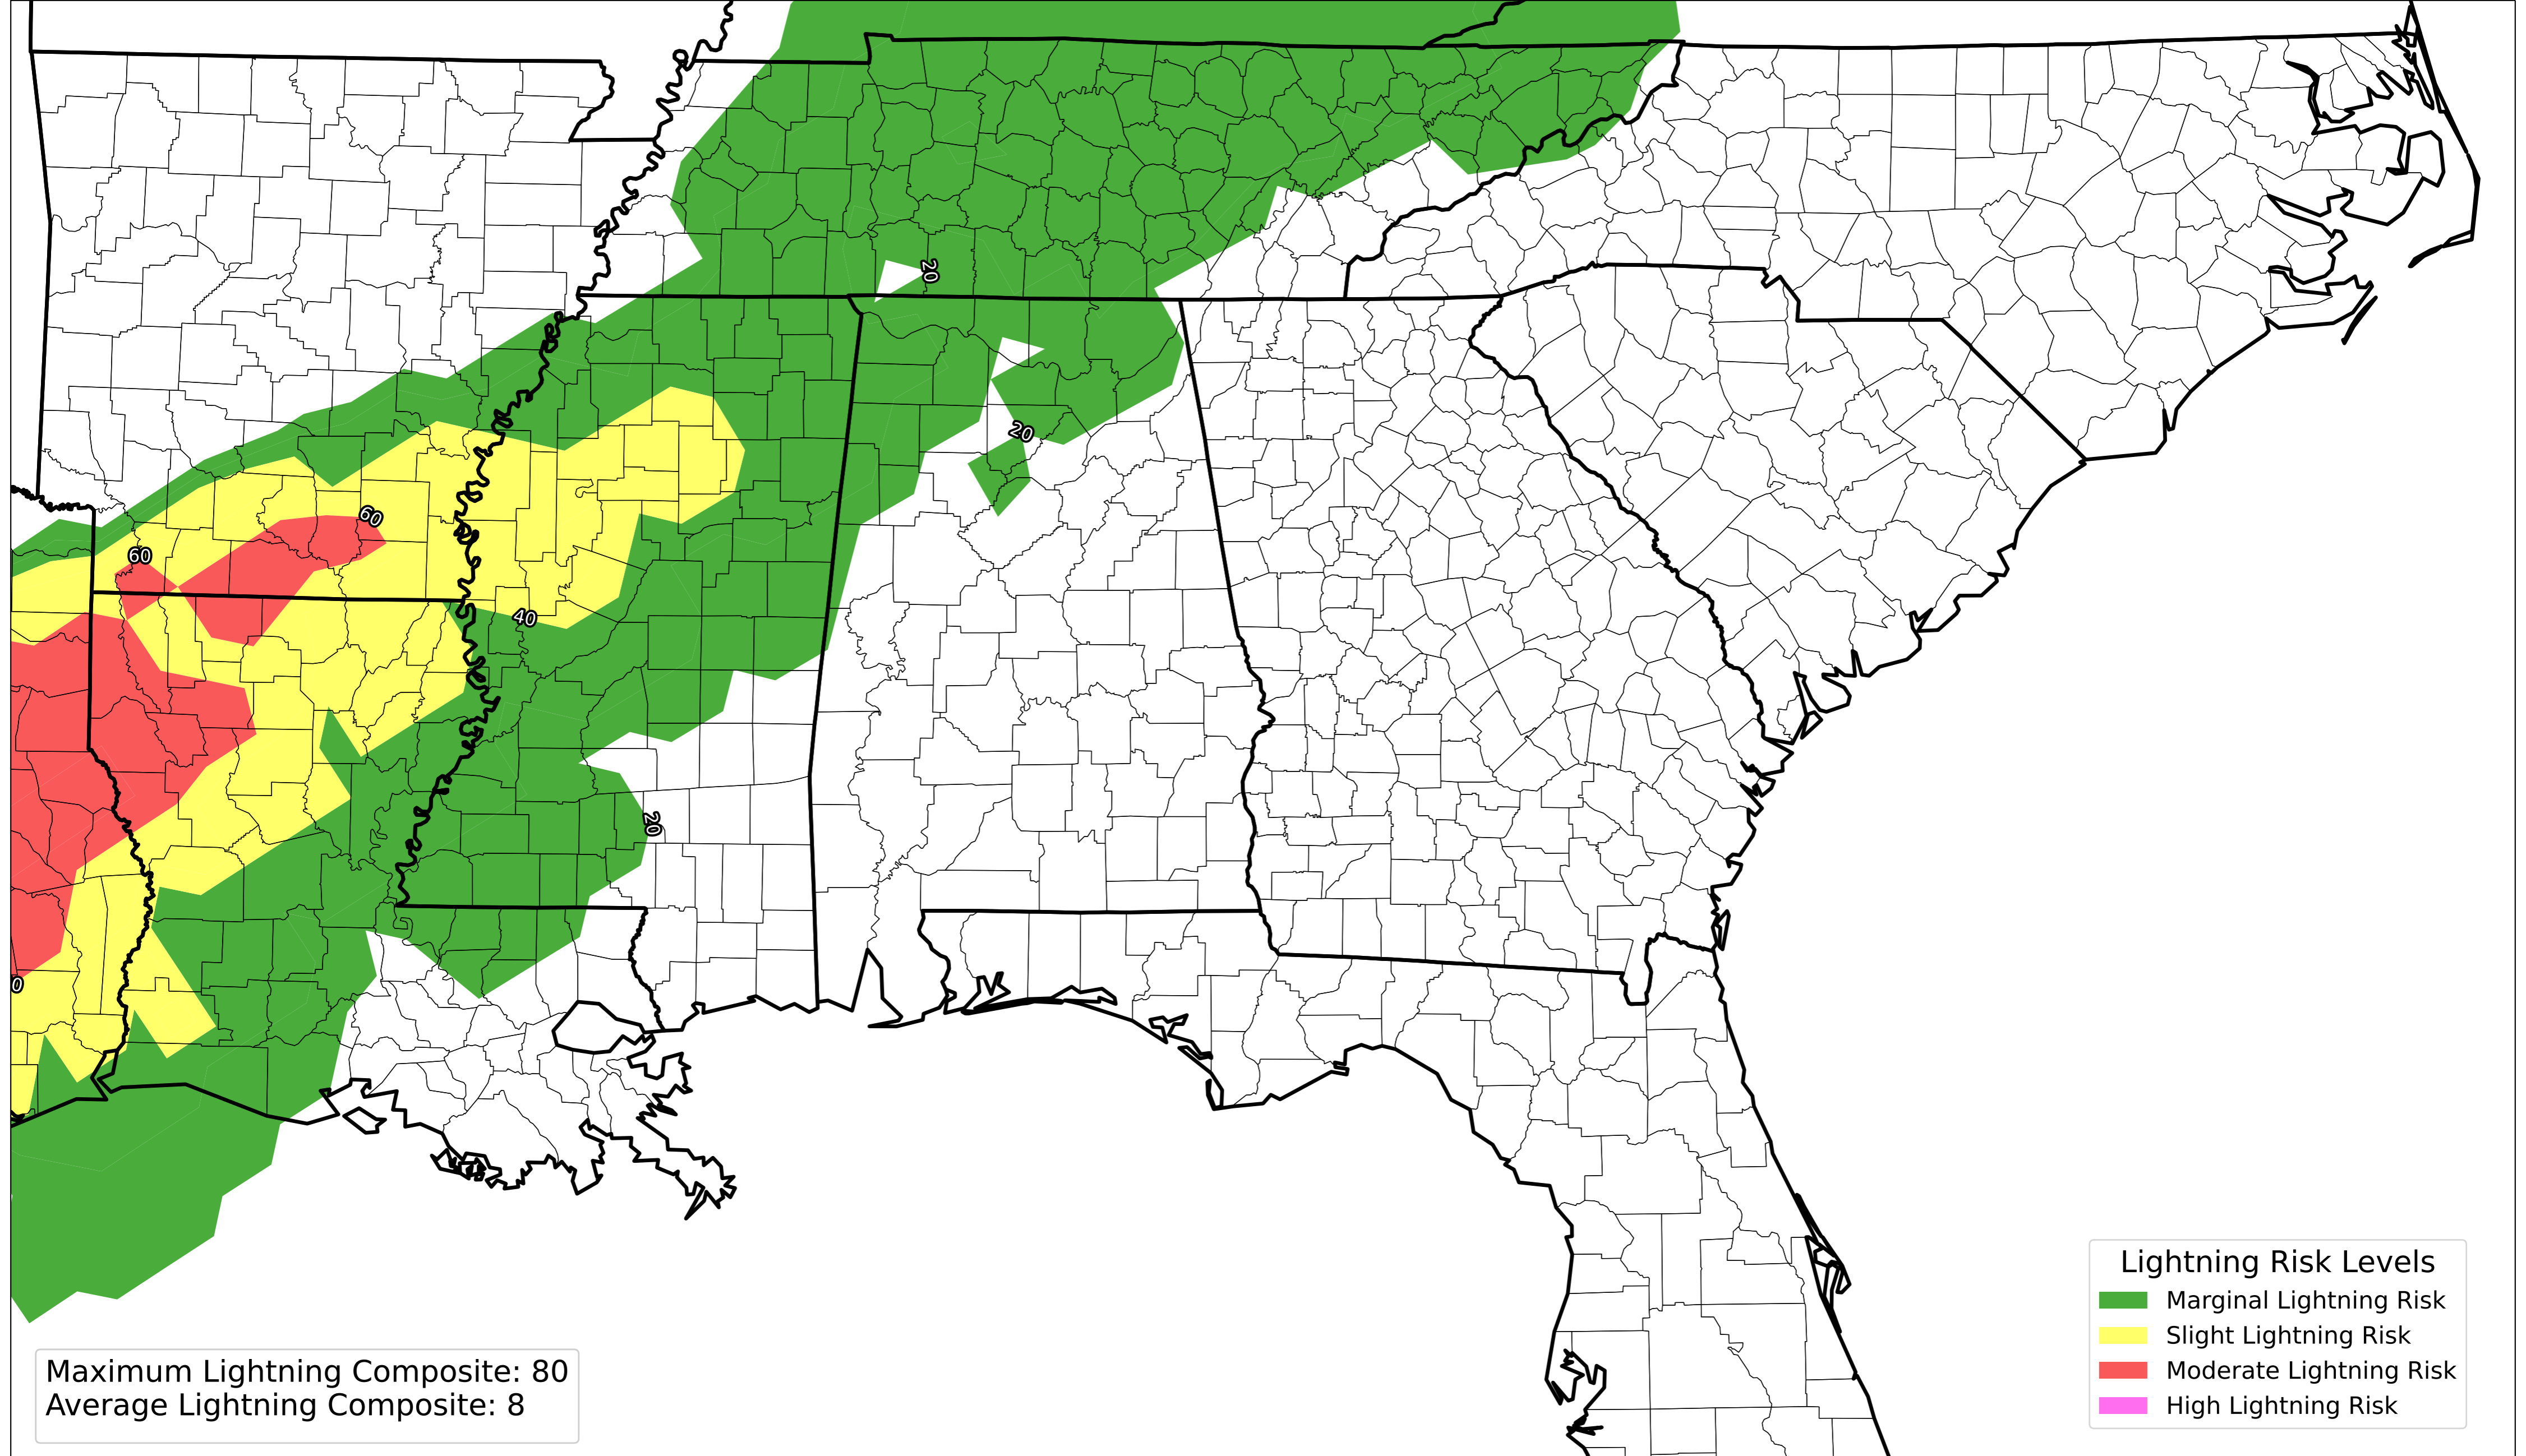 20
20
60
60
40
20
0
Lightning Risk Levels
Marginal Lightning Risk
Slight Lightning Risk
Moderate Lightning Risk
High Lightning Risk
Maximum Lightning Composite: 80
Average Lightning Composite: 8